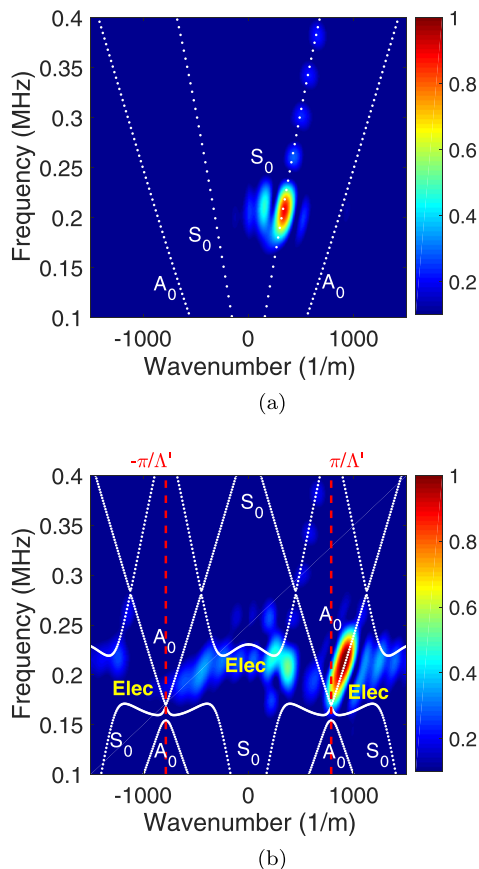 0.4
0.3
0.25
0.2
0.15
0.1
Frequency (MHz)
S0
S0
A0
A0
-1000 0 1000
Wavenumber (1/m)
1
0.8
0.6
0.4
0.2
(a)
-π/Λ' π/Λ'
0.4
0.35
0.3
0.25
0.2
0.15
0.1
Frequency (MHz)
S0
A0
A0
Elec
Elec
Elec
S0
A0
S0
A0
S0
-1000 0 1000
Wavenumber (1/m)
1
0.8
0.6
0.4
0.2
(b)